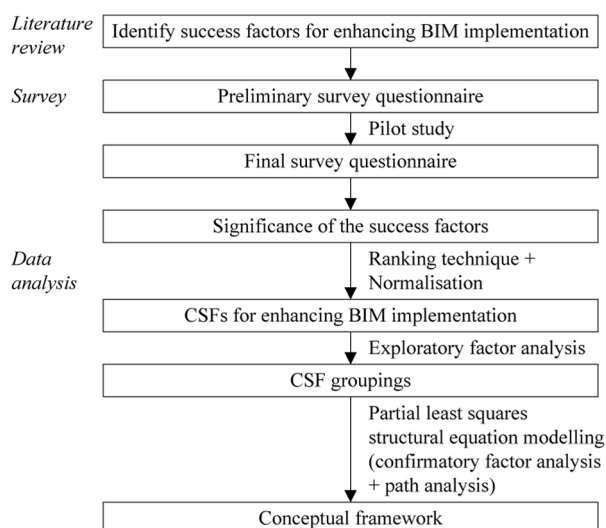 Literature
review
Identify success factors for enhancing BIM implementation
Survey
Preliminary survey questionnaire
Pilot study
Final survey questionnaire
Significance of the success factors
Data
analysis
Ranking technique +
Normalisation
CSFs for enhancing BIM implementation
Exploratory factor analysis
CSF groupings
Partial least squares
structural equation modelling
(confirmatory factor analysis
+ path analysis)
Conceptual framework